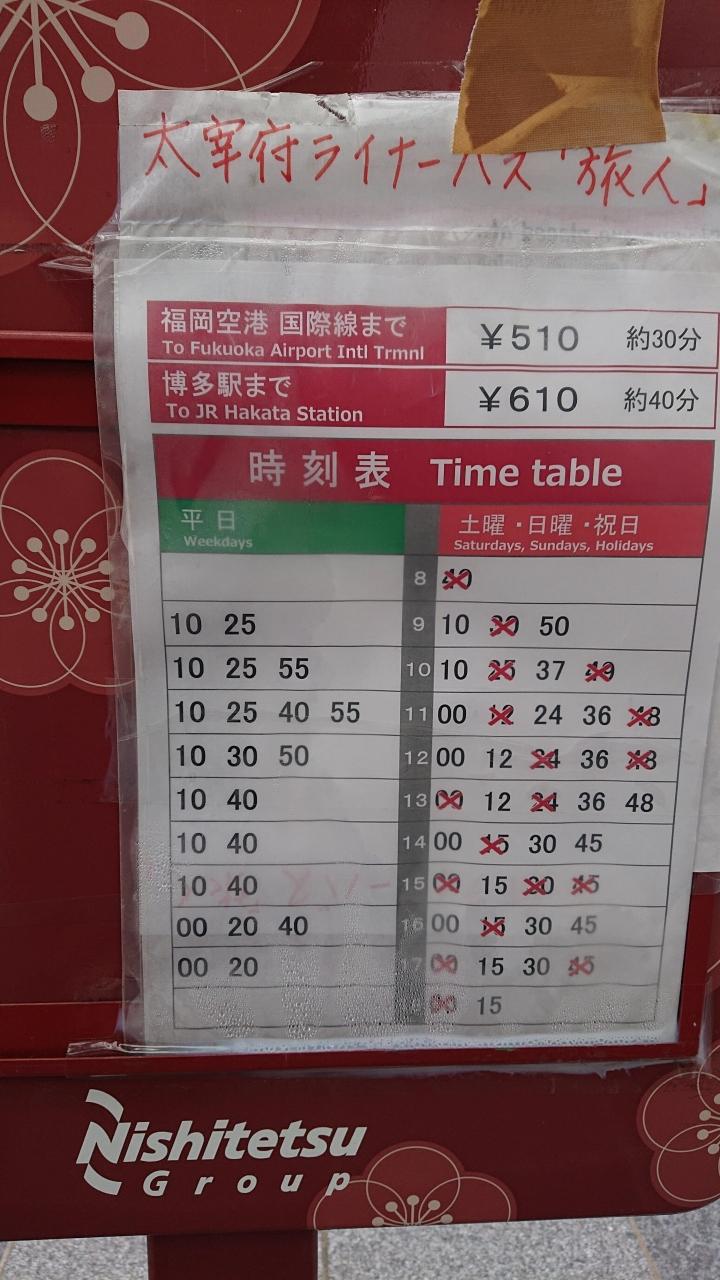 太宰府ライナーバス「旅人」
福岡空港 国際線まで ￥510 約30分
To Fukuoka Airport Intl Trmnl
博多駅まで ￥610 約40分
To JR Hakata Station
時刻表 Time table
平日 土曜・日曜・祝日
Weekdays Saturdays, Sundays, Holidays
8 40
10 25 9 10 50
10 25 55 10 10 25 37 49
10 25 40 55 11 00 12 24 36 48
10 30 50 12 00 12 24 36 48
10 40 13 00 12 24 36 48
10 40 14 00 15 30 45
10 40 15 00 15 30 45
00 20 40 16 00 15 30 45
00 20 17 00 15 30 45
00 15
Nishitetsu
Group